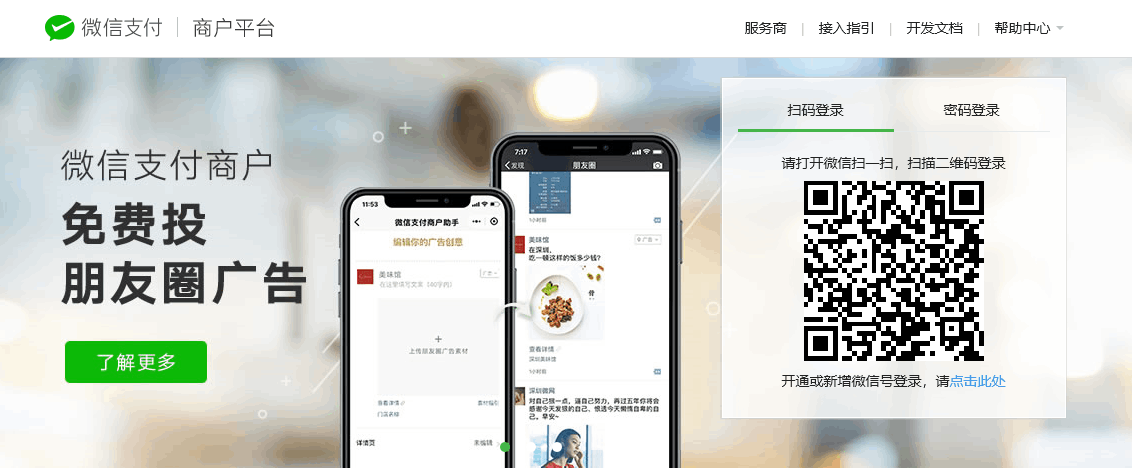 微信支付 商户平台
服务商 | 接入指引 | 开发文档 | 帮助中心
微信支付商户
免费投
朋友圈广告
了解更多
11:53
微信支付商户助手
编辑你的广告创意
美味馆
广告
在这里填写文案（40字内）
+
上传朋友圈广告素材
查看详情
门店名称
详情页
未编辑
7:17
发现
朋友圈
1小时前
美味馆
广告
在深圳，
吃一顿这样的饭多少钱？
查看详情
深圳美味馆
1小时前
深圳微网
对自己狠一点，逼自己努力，再过五年你将会
感谢今天发狠的自己、恨透今天懒惰自卑的自
己。早安~
扫码登录
密码登录
请打开微信扫一扫，扫描二维码登录
开通或新增微信号登录，请点击此处